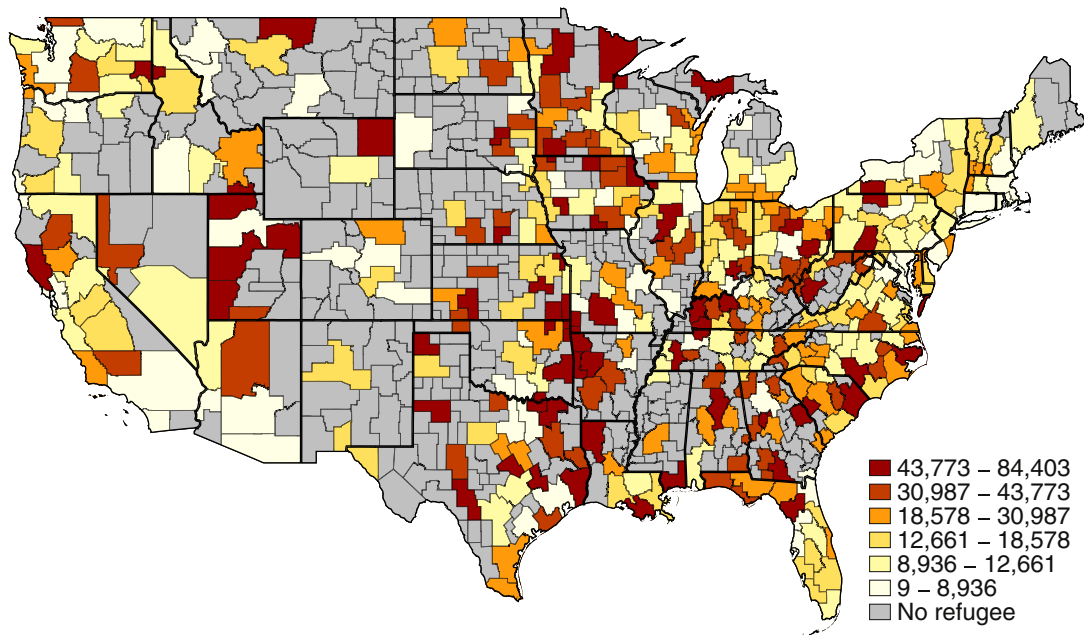 43,773 – 84,403
30,987 – 43,773
18,578 – 30,987
12,661 – 18,578
8,936 – 12,661
9 – 8,936
No refugee